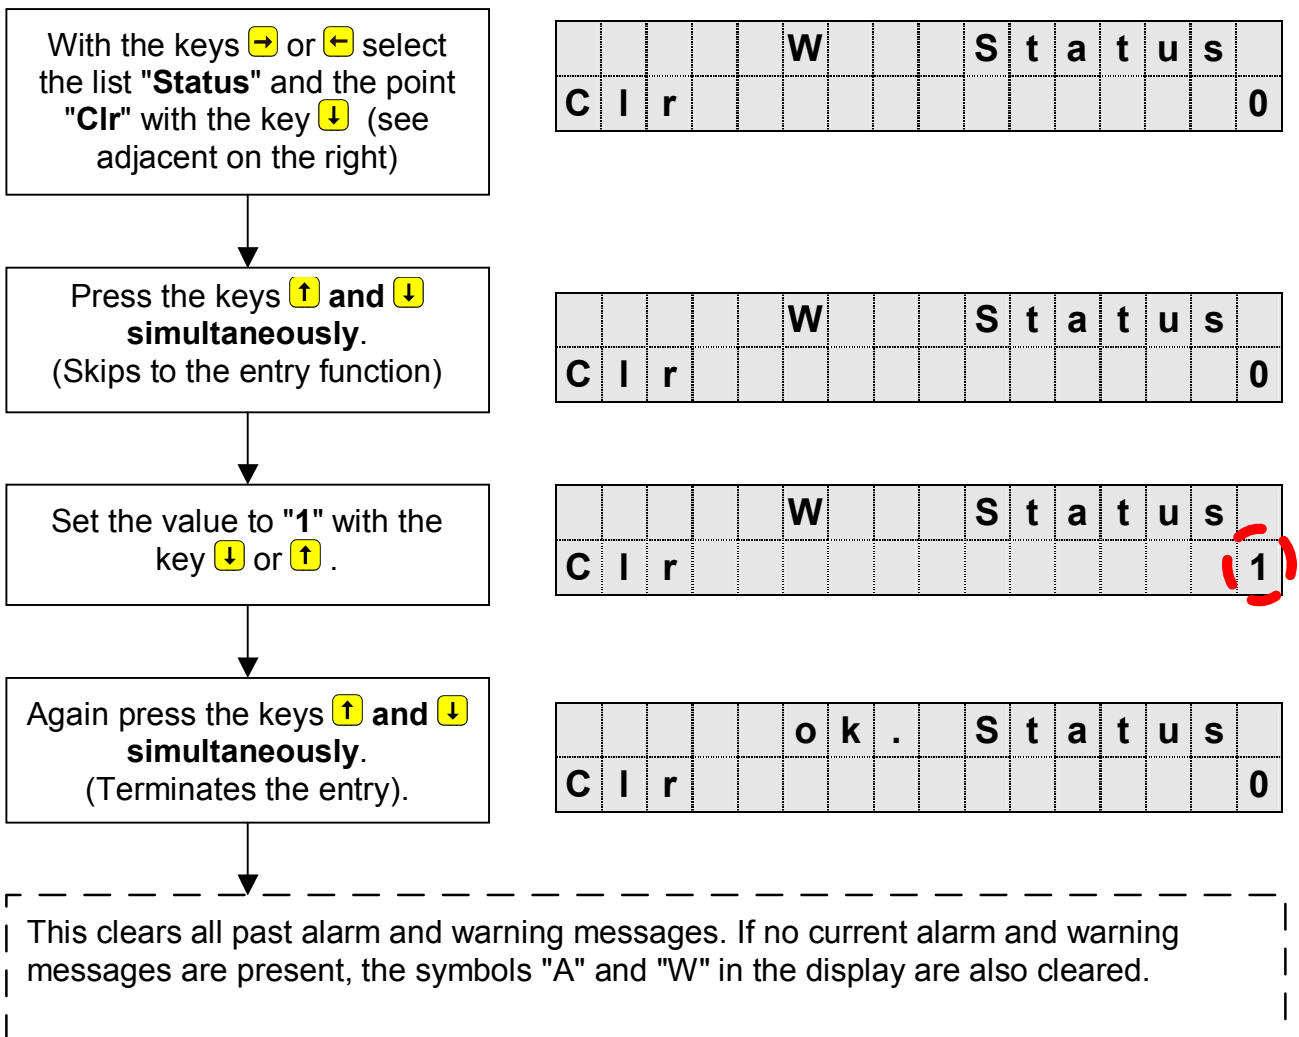 With the keys → or ← select
the list "Status" and the point
"Clr" with the key ↓ (see
adjacent on the right)
W Status
Clr 0
Press the keys ↑ and ↓
simultaneously.
(Skips to the entry function)
W Status
Clr 0
Set the value to "1" with the
key ↓ or ↑ .
W Status
Clr 1
Again press the keys ↑ and ↓
simultaneously.
(Terminates the entry).
ok. Status
Clr 0
This clears all past alarm and warning messages. If no current alarm and warning
messages are present, the symbols "A" and "W" in the display are also cleared.